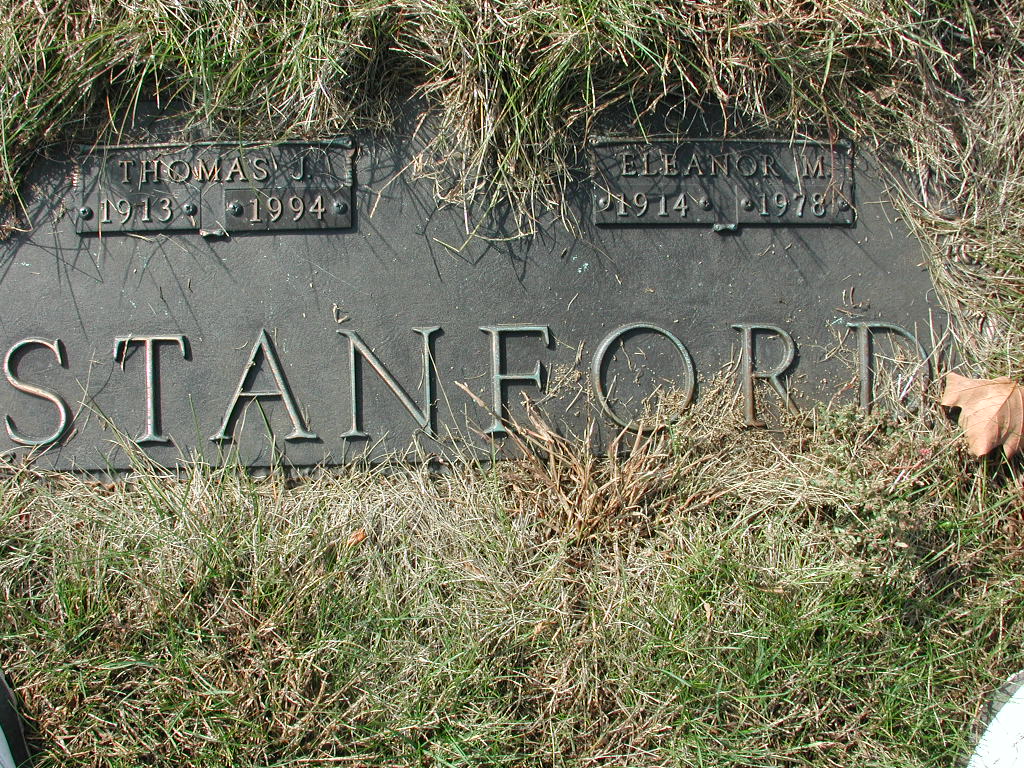 THOMAS J.
1913 1994
ELEANOR M.
1914 1978
STANFORD